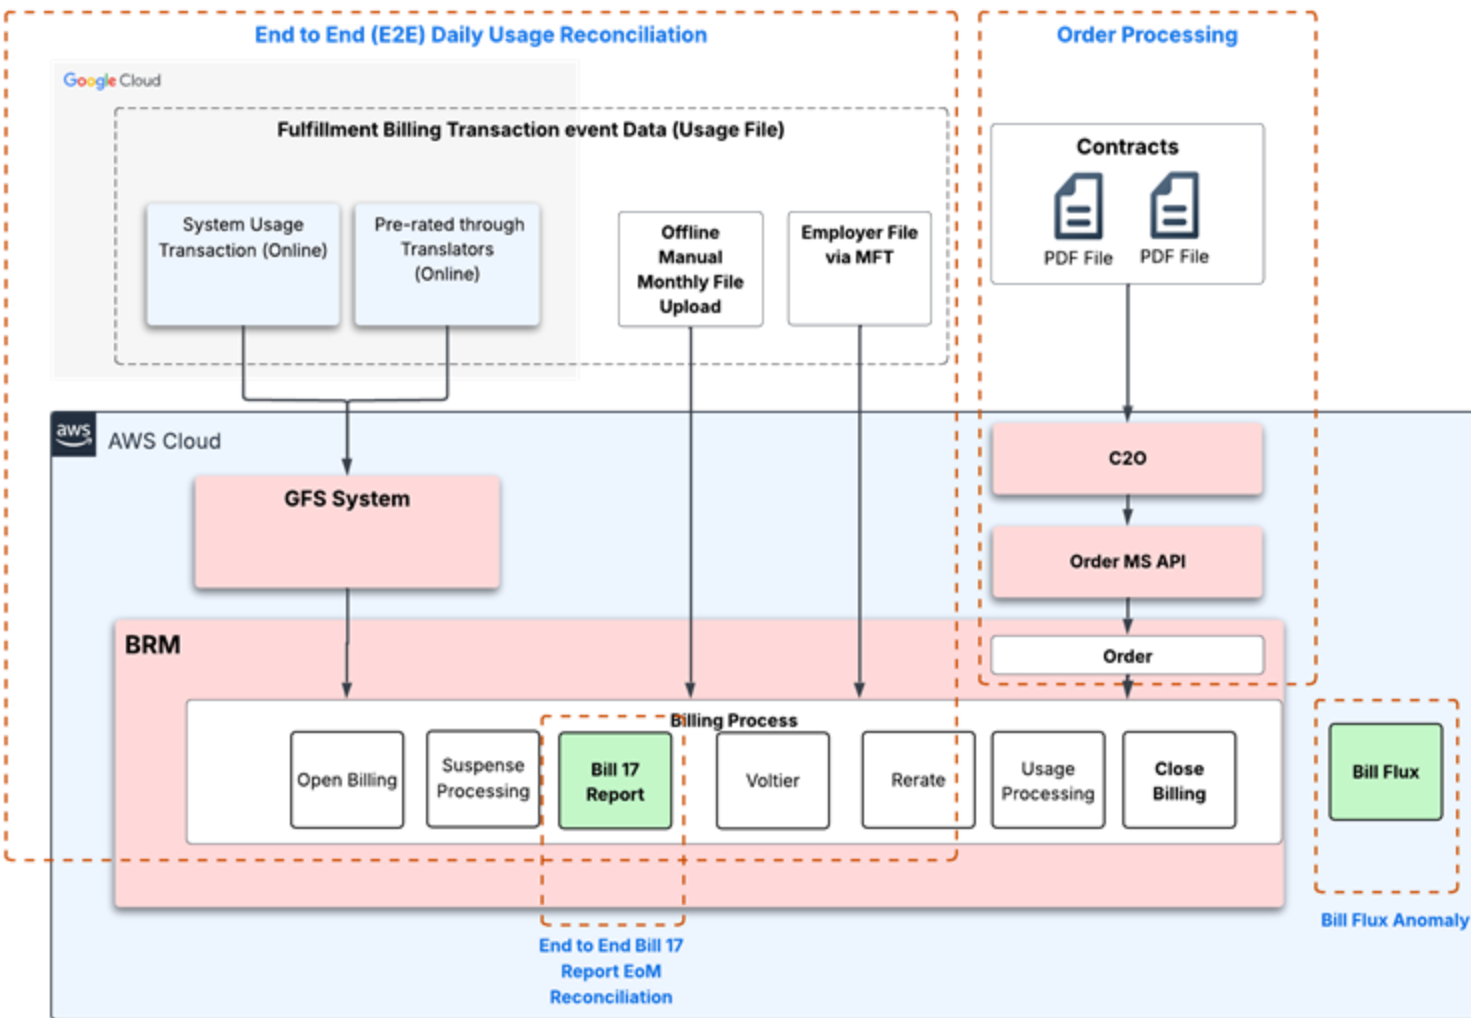 End to End (E2E) Daily Usage Reconciliation
Order Processing
Google Cloud
Fulfillment Billing Transaction event Data (Usage File)
System Usage
Transaction (Online)
Pre-rated through
Translators
(Online)
Offline
Manual
Monthly File
Upload
Employer File
via MFT
Contracts
PDF File
PDF File
aws
AWS Cloud
GFS System
C2O
Order MS API
BRM
Order
Billing Process
Open Billing
Suspense
Processing
Bill 17
Report
Voltier
Rerate
Usage
Processing
Close
Billing
Bill Flux
Bill Flux Anomaly
End to End Bill 17
Report EoM
Reconciliation